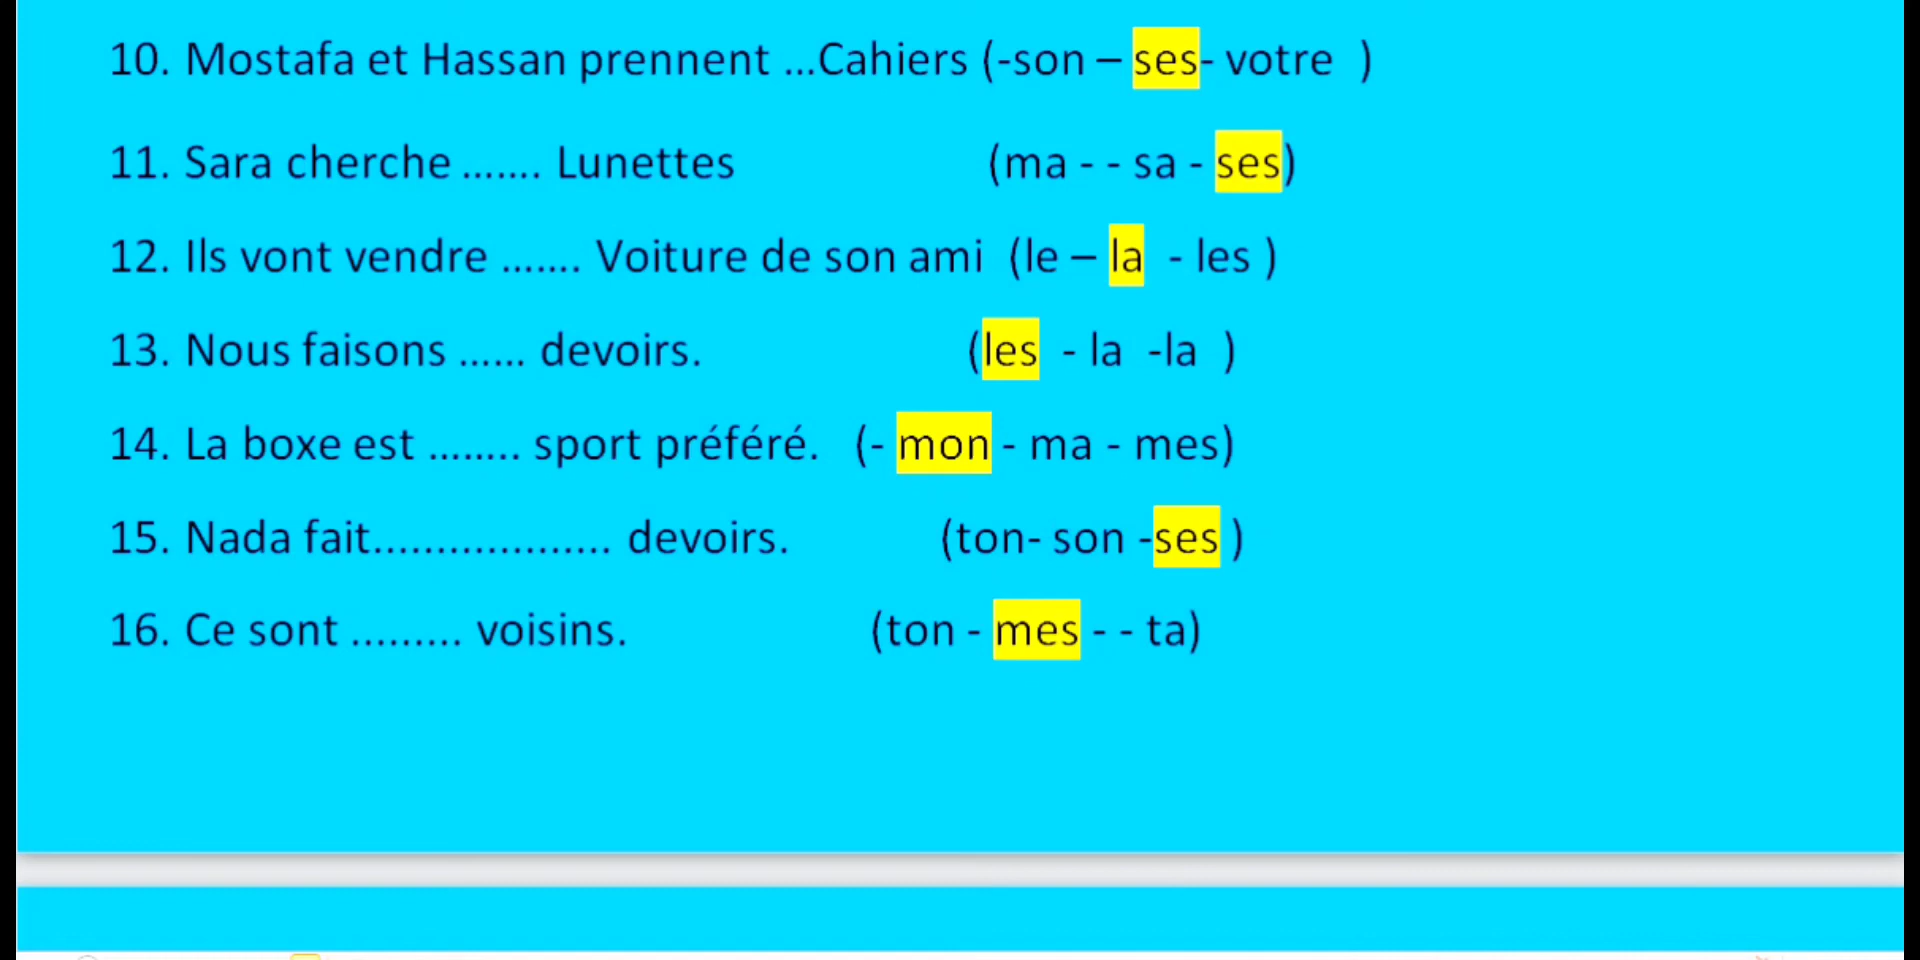 10. Mostafa et Hassan prennent ...Cahiers (-son – ses- votre )
11. Sara cherche ....... Lunettes (ma - - sa - ses)
12. Ils vont vendre ....... Voiture de son ami (le – la - les )
13. Nous faisons ...... devoirs. (les - la -la )
14. La boxe est ........ sport préféré. (- mon - ma - mes)
15. Nada fait................... devoirs. (ton- son -ses )
16. Ce sont ......... voisins. (ton - mes - - ta)